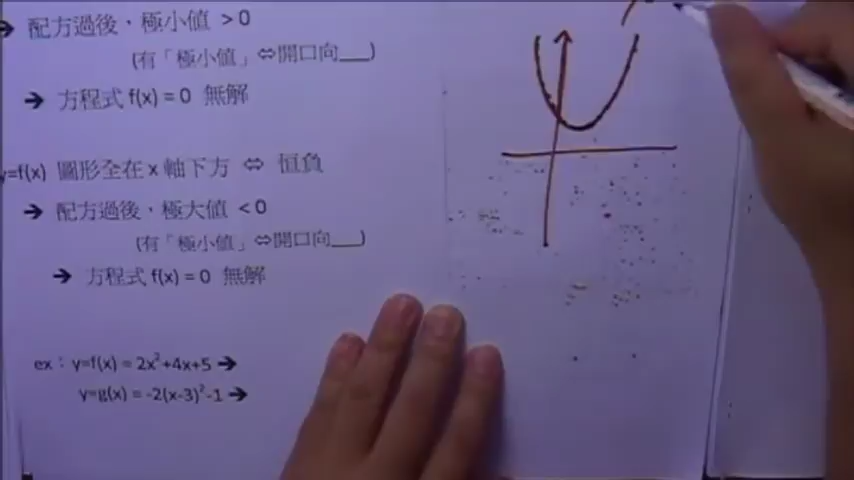 ➔ 配方過後，極小值 > 0
(有「極小值」⇔開口向___)
➔ 方程式 f(x) = 0 無解
y=f(x) 圖形全在 x 軸下方 ⇔ 恒負
➔ 配方過後，極大值 < 0
(有「極小值」⇔開口向___)
➔ 方程式 f(x) = 0 無解
ex：y=f(x) = 2x²+4x+5 ➔
y=g(x) = -2(x-3)²-1 ➔